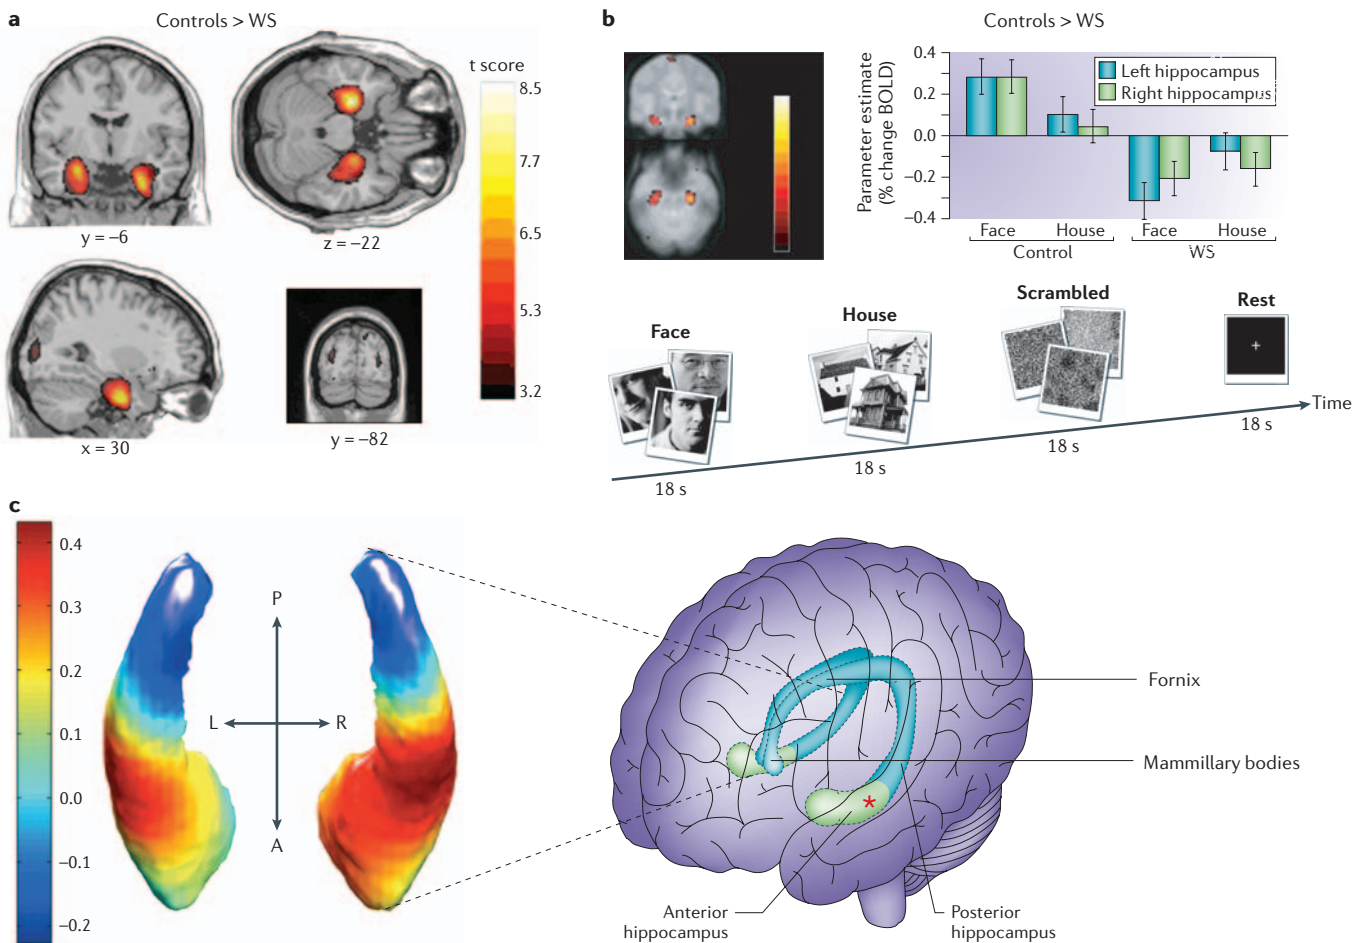 a
Controls > WS
t score
8.5
7.7
6.5
5.3
3.2
y = –6
z = –22
x = 30
y = –82
b
Controls > WS
Parameter estimate
(% change BOLD)
0.4
0.2
0.0
–0.2
–0.4
Left hippocampus
Right hippocampus
Face
House
Face
House
Control
WS
Face
House
Scrambled
Rest
+
18 s
18 s
18 s
18 s
Time
c
0.4
0.3
0.2
0.1
0.0
–0.1
–0.2
P
L
R
A
Fornix
Mammillary bodies
*
Anterior
hippocampus
Posterior
hippocampus